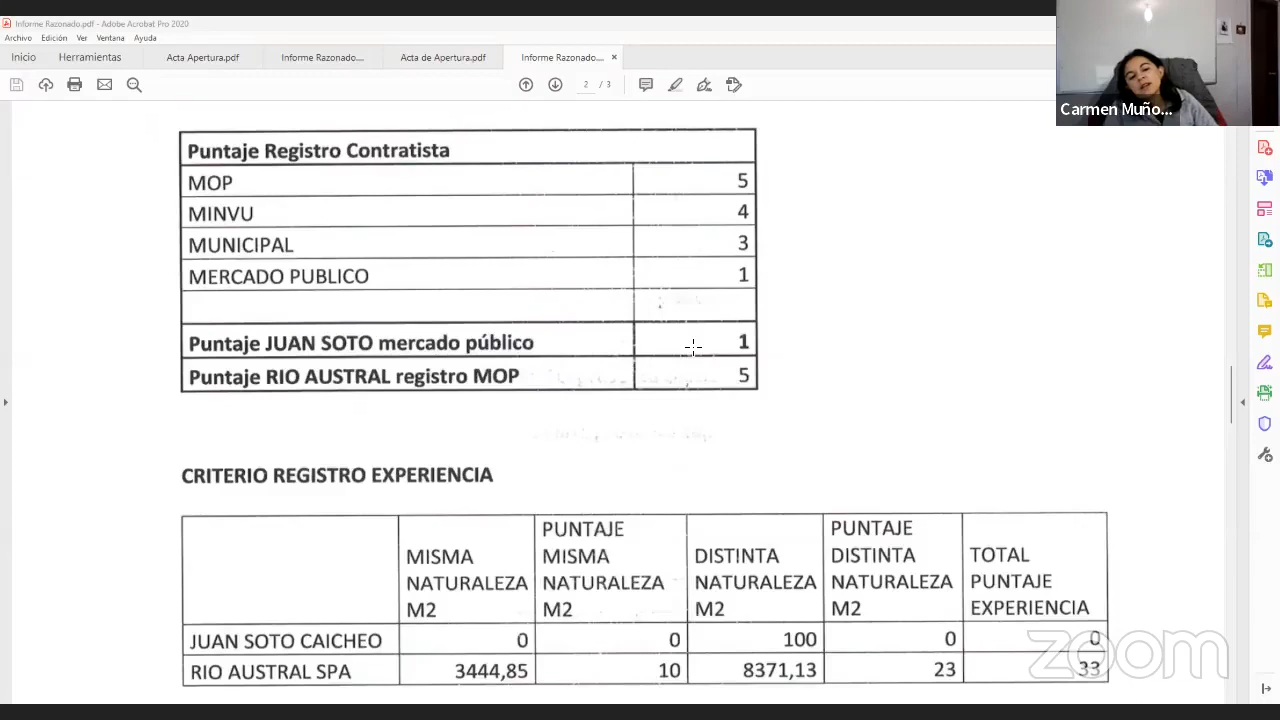 Informe Razonado.pdf - Adobe Acrobat Pro 2020
Archivo Edición Ver Ventana Ayuda
Inicio Herramientas Acta Apertura.pdf Informe Razonado.... Acta de Apertura.pdf Informe Razonado.... ×
2 / 3
Carmen Muño...
Puntaje Registro Contratista
MOP 5
MINVU 4
MUNICIPAL 3
MERCADO PUBLICO 1
Puntaje JUAN SOTO mercado público 1
Puntaje RIO AUSTRAL registro MOP 5
CRITERIO REGISTRO EXPERIENCIA
MISMA NATURALEZA M2 PUNTAJE MISMA NATURALEZA M2 DISTINTA NATURALEZA M2 PUNTAJE DISTINTA NATURALEZA M2 TOTAL PUNTAJE EXPERIENCIA
JUAN SOTO CAICHEO 0 0 100 0 0
RIO AUSTRAL SPA 3444,85 10 8371,13 23 33
zoom